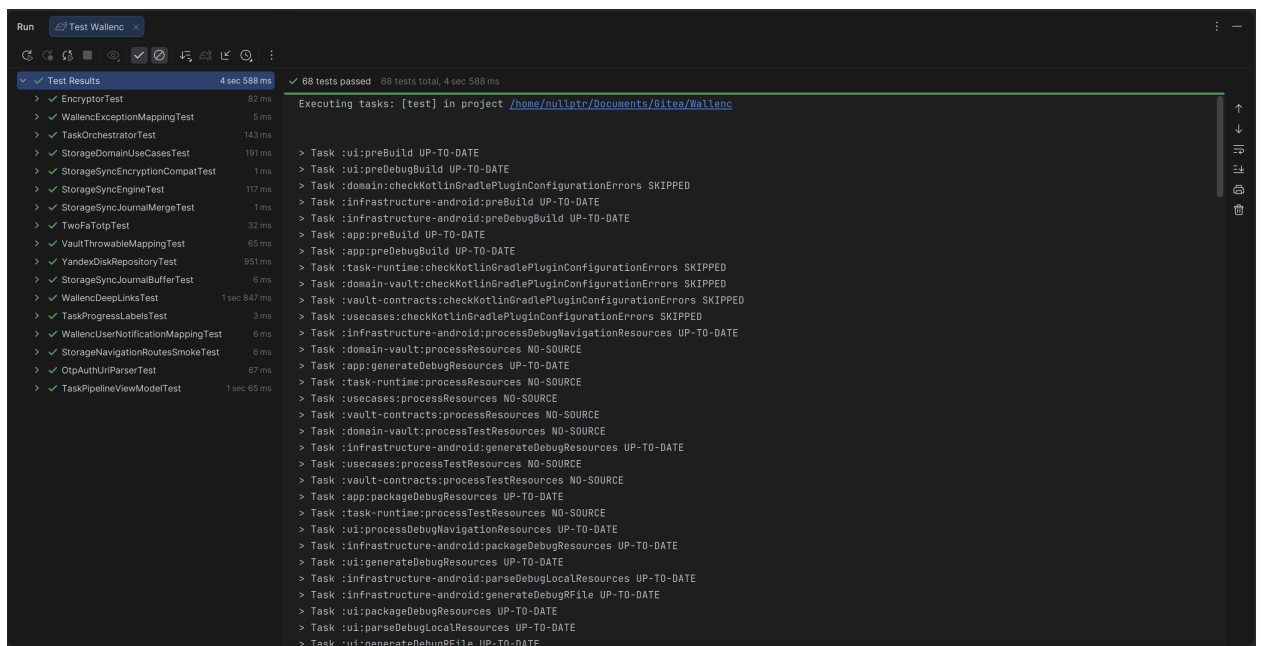 Run
Test Wallenc
Test Results 4 sec 588 ms
EncryptorTest 82 ms
WallencExceptionMappingTest 5 ms
TaskOrchestratorTest 143 ms
StorageDomainUseCasesTest 191 ms
StorageSyncEncryptionCompatTest 1 ms
StorageSyncEngineTest 117 ms
StorageSyncJournalMergeTest 1 ms
TwoFaTotpTest 32 ms
VaultThrowableMappingTest 65 ms
YandexDiskRepositoryTest 951 ms
StorageSyncJournalBufferTest 6 ms
WallencDeepLinksTest 1 sec 847 ms
TaskProgressLabelsTest 3 ms
WallencUserNotificationMappingTest 6 ms
StorageNavigationRoutesSmokeTest 6 ms
OtpAuthUriParserTest 67 ms
TaskPipelineViewModelTest 1 sec 65 ms
68 tests passed 68 tests total, 4 sec 588 ms
Executing tasks: [test] in project /home/nullptr/Documents/Gitea/Wallenc
> Task :ui:preBuild UP-TO-DATE
> Task :ui:preDebugBuild UP-TO-DATE
> Task :domain:checkKotlinGradlePluginConfigurationErrors SKIPPED
> Task :infrastructure-android:preBuild UP-TO-DATE
> Task :infrastructure-android:preDebugBuild UP-TO-DATE
> Task :app:preBuild UP-TO-DATE
> Task :app:preDebugBuild UP-TO-DATE
> Task :task-runtime:checkKotlinGradlePluginConfigurationErrors SKIPPED
> Task :domain-vault:checkKotlinGradlePluginConfigurationErrors SKIPPED
> Task :vault-contracts:checkKotlinGradlePluginConfigurationErrors SKIPPED
> Task :usecases:checkKotlinGradlePluginConfigurationErrors SKIPPED
> Task :infrastructure-android:processDebugNavigationResources UP-TO-DATE
> Task :domain-vault:processResources NO-SOURCE
> Task :app:generateDebugResources UP-TO-DATE
> Task :task-runtime:processResources NO-SOURCE
> Task :usecases:processResources NO-SOURCE
> Task :vault-contracts:processResources NO-SOURCE
> Task :domain-vault:processTestResources NO-SOURCE
> Task :infrastructure-android:generateDebugResources UP-TO-DATE
> Task :usecases:processTestResources NO-SOURCE
> Task :vault-contracts:processTestResources NO-SOURCE
> Task :app:packageDebugResources UP-TO-DATE
> Task :task-runtime:processTestResources NO-SOURCE
> Task :ui:processDebugNavigationResources UP-TO-DATE
> Task :infrastructure-android:packageDebugResources UP-TO-DATE
> Task :ui:generateDebugResources UP-TO-DATE
> Task :infrastructure-android:parseDebugLocalResources UP-TO-DATE
> Task :infrastructure-android:generateDebugRFile UP-TO-DATE
> Task :ui:packageDebugResources UP-TO-DATE
> Task :ui:parseDebugLocalResources UP-TO-DATE
> Task :ui:generateDebugRFile UP-TO-DATE